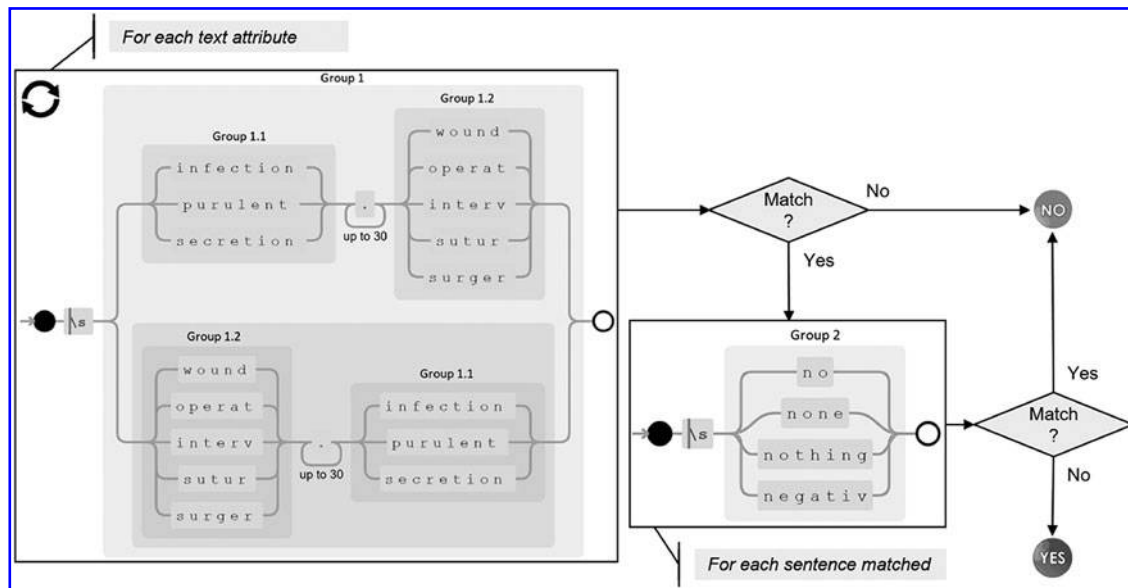 For each text attribute
Group 1
Group 1.1
infection
purulent
secretion
.
up to 30
Group 1.2
wound
operat
interv
sutur
surger
\s
Group 1.2
wound
operat
interv
sutur
surger
.
up to 30
Group 1.1
infection
purulent
secretion
Match
?
No
NO
Yes
Group 2
\s
no
none
nothing
negativ
Match
?
Yes
No
YES
For each sentence matched